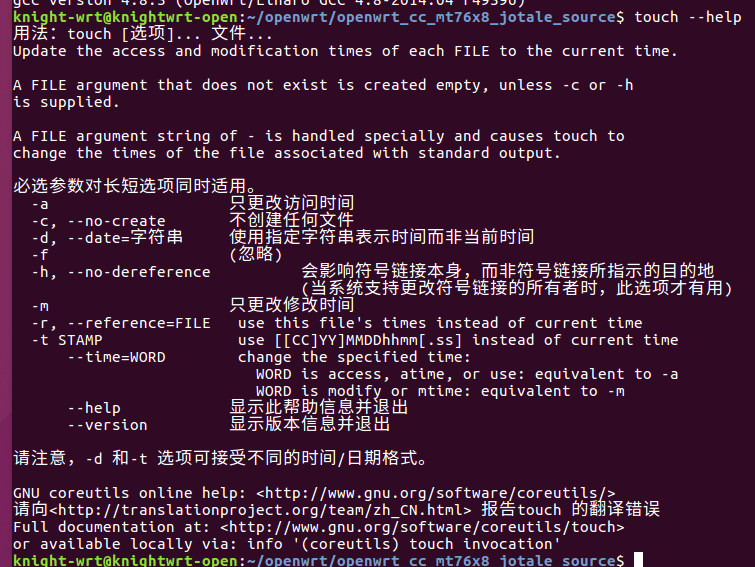 gcc version 4.8.3 (OpenWrt/Linaro GCC 4.8-2014.04 r49396)
knight-wrt@knightwrt-open:~/openwrt/openwrt_cc_mt76x8_jotale_source$ touch --help
用法：touch [选项]... 文件...
Update the access and modification times of each FILE to the current time.
A FILE argument that does not exist is created empty, unless -c or -h
is supplied.
A FILE argument string of - is handled specially and causes touch to
change the times of the file associated with standard output.
必选参数对长短选项同时适用。
-a 只更改访问时间
-c, --no-create 不创建任何文件
-d, --date=字符串 使用指定字符串表示时间而非当前时间
-f (忽略)
-h, --no-dereference 会影响符号链接本身，而非符号链接所指示的目的地
(当系统支持更改符号链接的所有者时，此选项才有用)
-m 只更改修改时间
-r, --reference=FILE use this file's times instead of current time
-t STAMP use [[CC]YY]MMDDhhmm[.ss] instead of current time
--time=WORD change the specified time:
WORD is access, atime, or use: equivalent to -a
WORD is modify or mtime: equivalent to -m
--help 显示此帮助信息并退出
--version 显示版本信息并退出
请注意，-d 和-t 选项可接受不同的时间/日期格式。
GNU coreutils online help: <http://www.gnu.org/software/coreutils/>
请向<http://translationproject.org/team/zh_CN.html> 报告touch 的翻译错误
Full documentation at: <http://www.gnu.org/software/coreutils/touch>
or available locally via: info '(coreutils) touch invocation'
knight-wrt@knightwrt-open:~/openwrt/openwrt_cc_mt76x8_jotale_source$